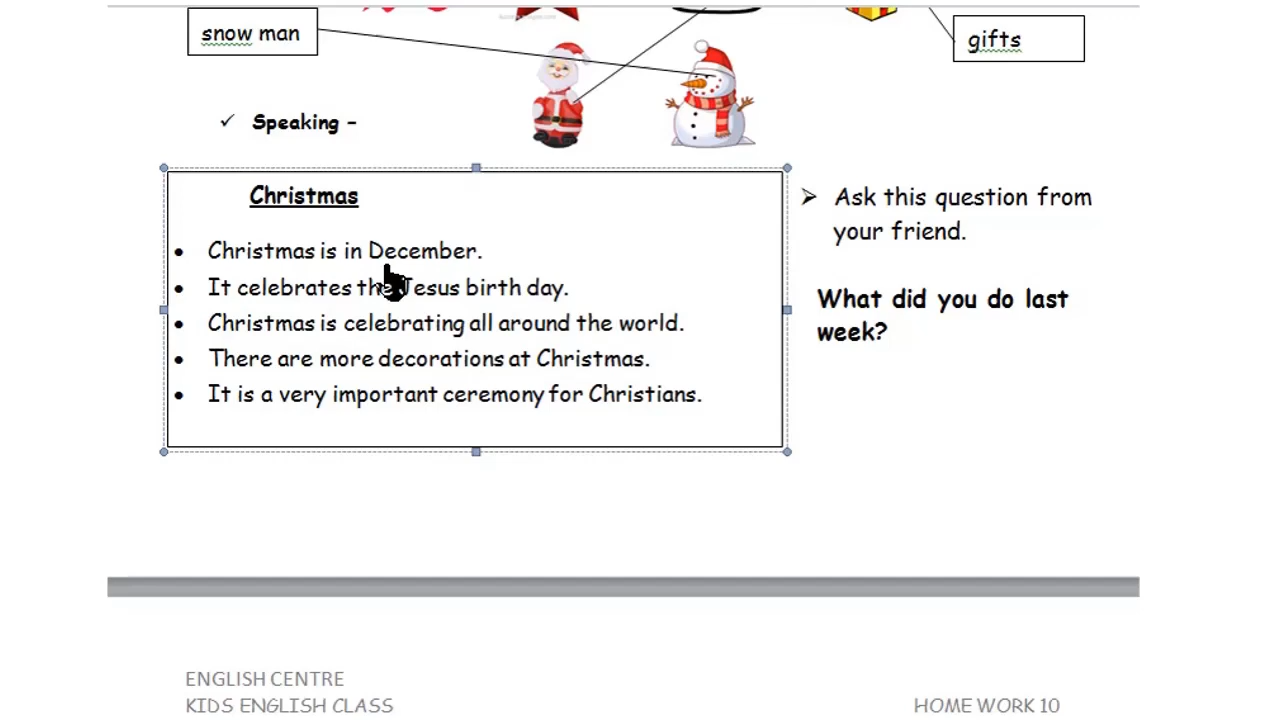 snow man
gifts
✓ Speaking –
Christmas
• Christmas is in December.
• It celebrates the Jesus birth day.
• Christmas is celebrating all around the world.
• There are more decorations at Christmas.
• It is a very important ceremony for Christians.
➢ Ask this question from
your friend.
What did you do last
week?
ENGLISH CENTRE
KIDS ENGLISH CLASS
HOME WORK 10